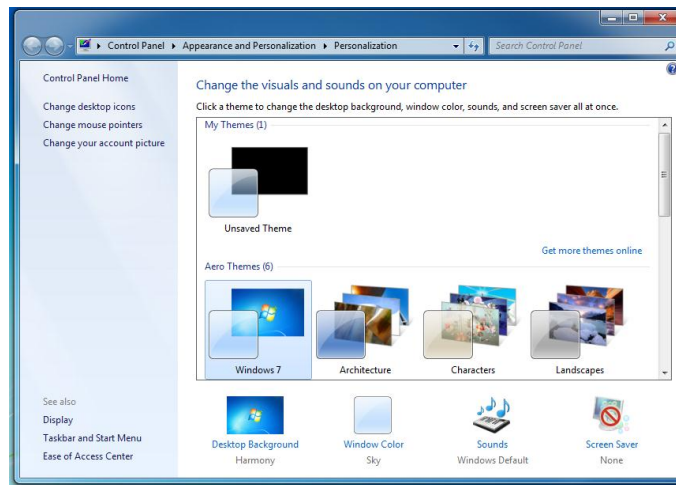 Control Panel Appearance and Personalization Personalization
Search Control Panel
Control Panel Home
Change desktop icons
Change mouse pointers
Change your account picture
See also
Display
Taskbar and Start Menu
Ease of Access Center
Change the visuals and sounds on your computer
Click a theme to change the desktop background, window color, sounds, and screen saver all at once.
My Themes (1)
Unsaved Theme
Get more themes online
Aero Themes (6)
Windows 7 Architecture Characters Landscapes
Desktop Background Window Color Sounds Screen Saver
Harmony Sky Windows Default None